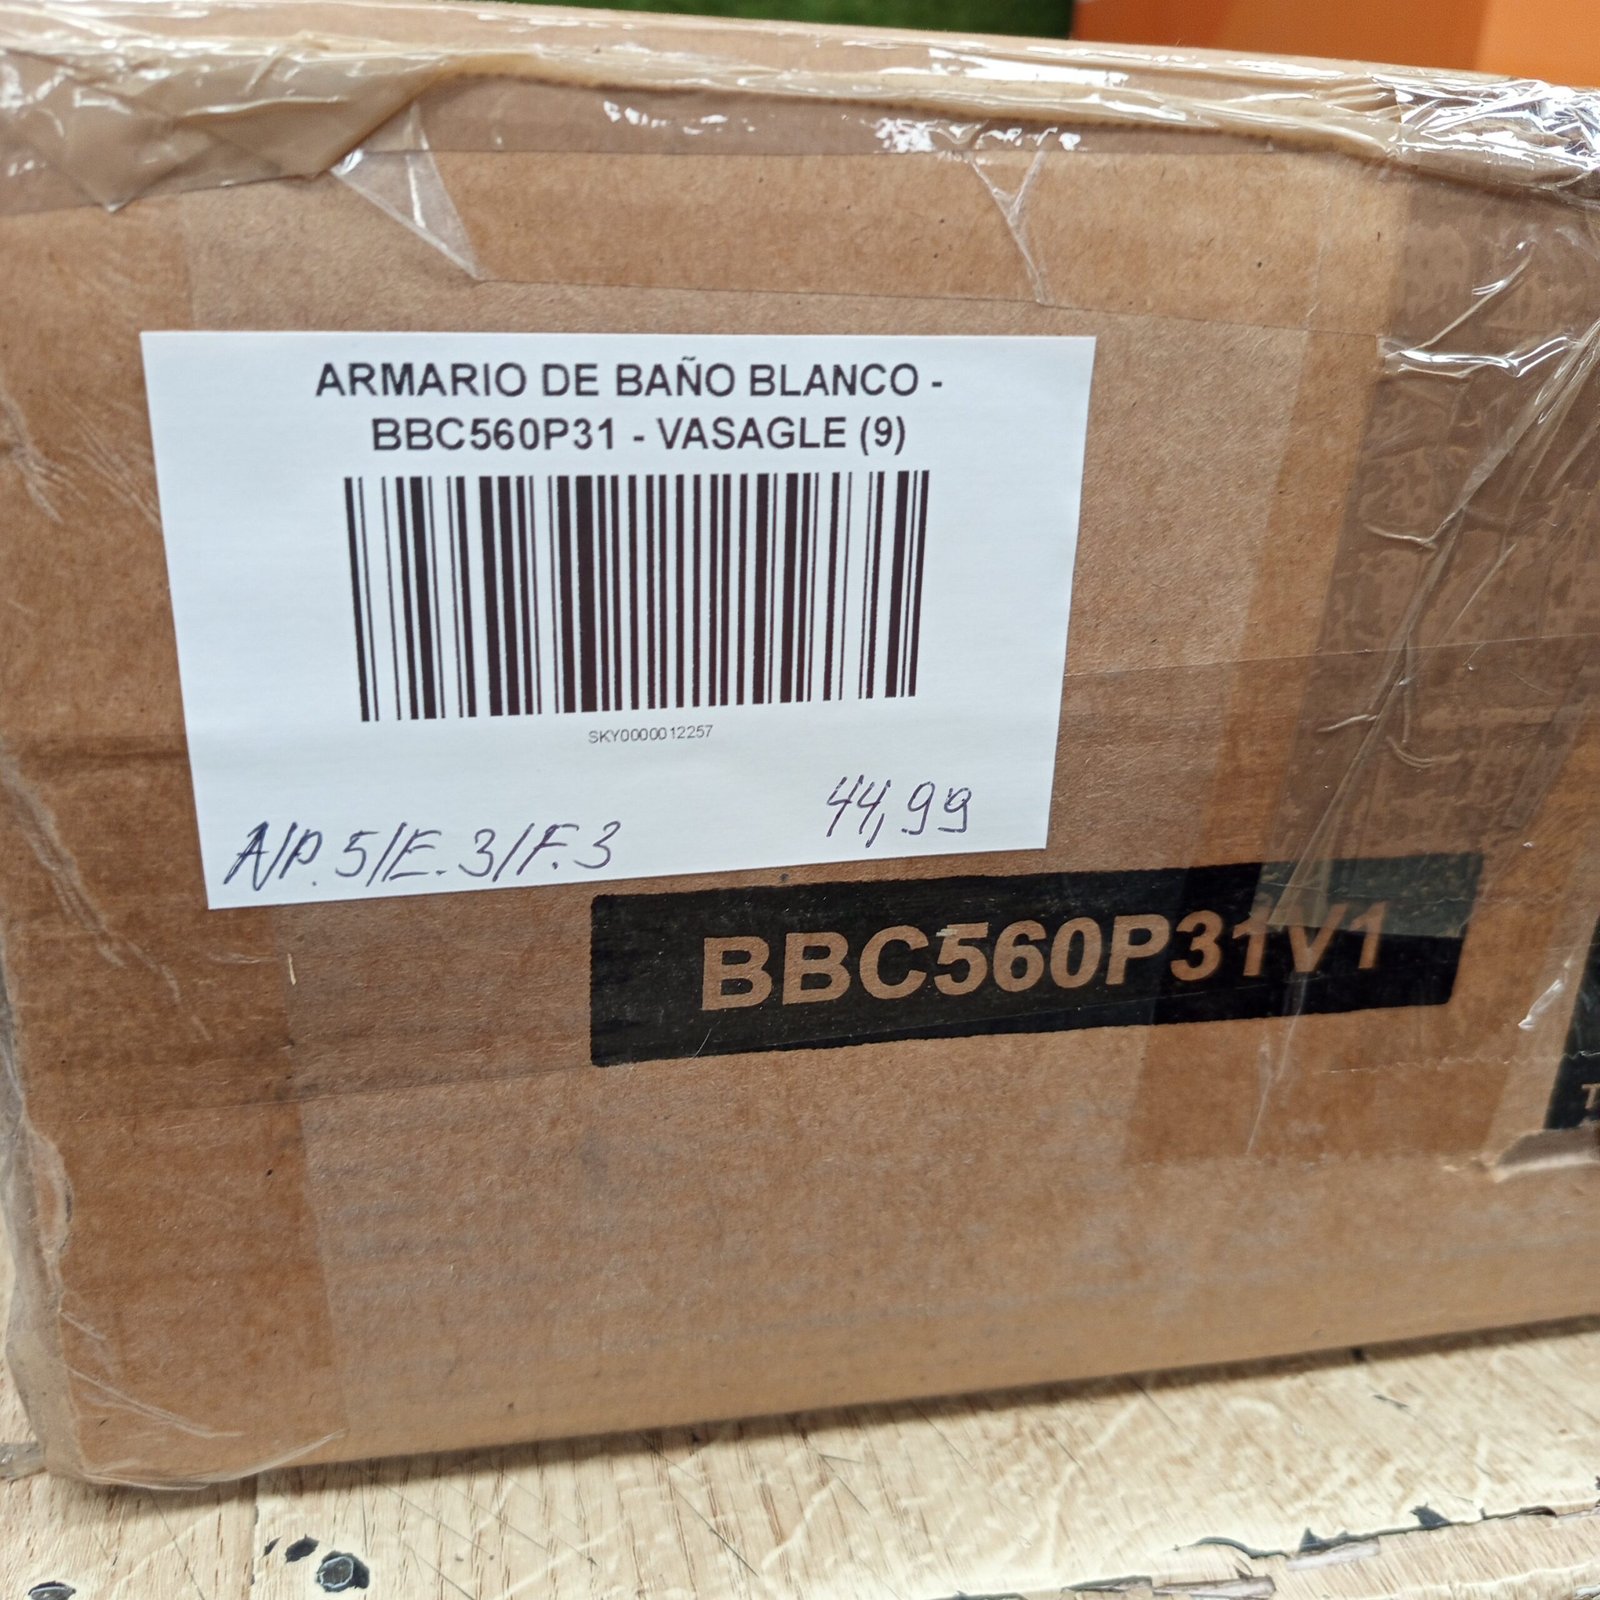 ARMARIO DE BAÑO BLANCO -
BBC560P31 - VASAGLE (9)
SKY0000012257
44,99
A/P. 5/E. 3/F. 3
BBC560P31V1